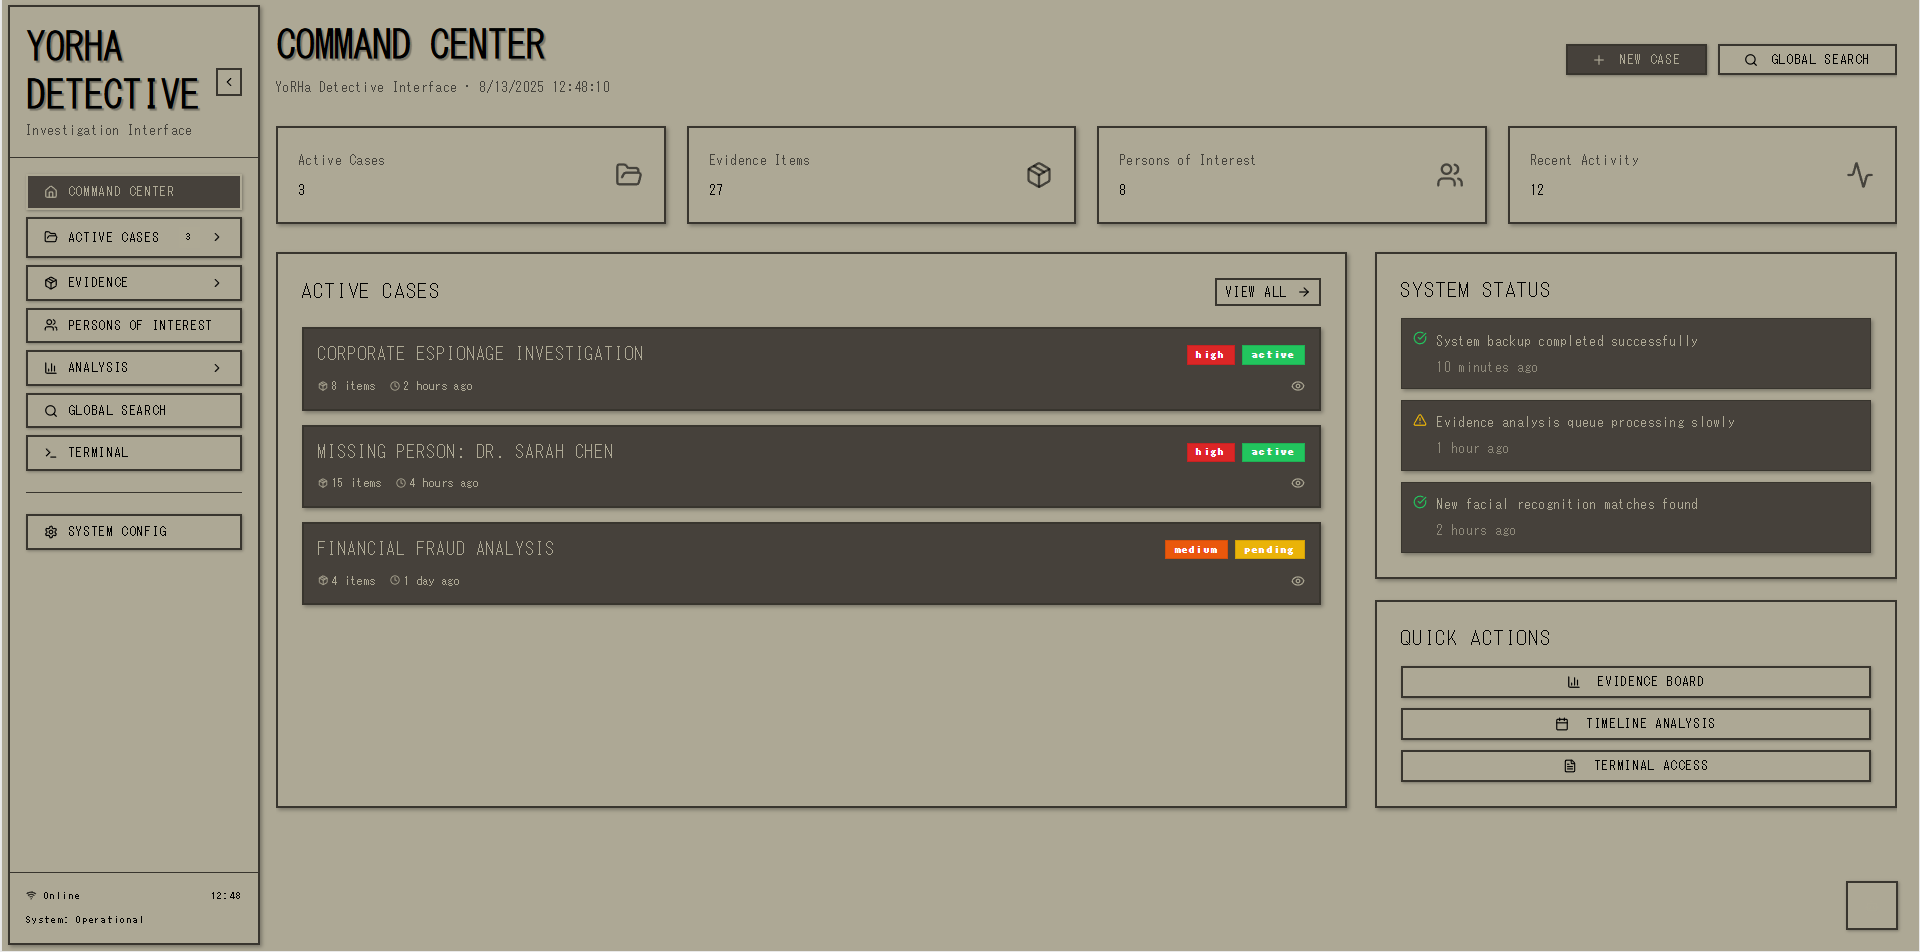 YORHA
DETECTIVE
Investigation Interface
COMMAND CENTER
ACTIVE CASES 3
EVIDENCE
PERSONS OF INTEREST
ANALYSIS
GLOBAL SEARCH
TERMINAL
SYSTEM CONFIG
Online 12:48
System: Operational
COMMAND CENTER
YoRHa Detective Interface · 8/13/2025 12:48:10
NEW CASE
GLOBAL SEARCH
Active Cases
3
Evidence Items
27
Persons of Interest
8
Recent Activity
12
ACTIVE CASES
VIEW ALL
CORPORATE ESPIONAGE INVESTIGATION
high active
8 items 2 hours ago
MISSING PERSON: DR. SARAH CHEN
high active
15 items 4 hours ago
FINANCIAL FRAUD ANALYSIS
medium pending
4 items 1 day ago
SYSTEM STATUS
System backup completed successfully
10 minutes ago
Evidence analysis queue processing slowly
1 hour ago
New facial recognition matches found
2 hours ago
QUICK ACTIONS
EVIDENCE BOARD
TIMELINE ANALYSIS
TERMINAL ACCESS